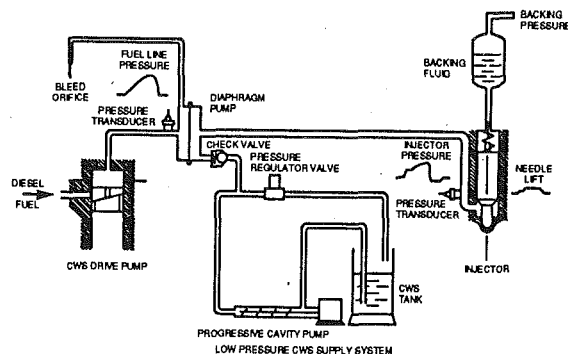 BACKING
PRESSURE
FUEL LINE
PRESSURE
BACKING
FLUID
BLEED
ORIFICE
DIAPHRAGM
PUMP
PRESSURE
TRANSDUCER
CHECK VALVE
PRESSURE
REGULATOR VALVE
INJECTOR
PRESSURE
NEEDLE
LIFT
DIESEL
FUEL
PRESSURE
TRANSDUCER
CWS DRIVE PUMP
INJECTOR
CWS
TANK
PROGRESSIVE CAVITY PUMP
LOW PRESSURE CWS SUPPLY SYSTEM